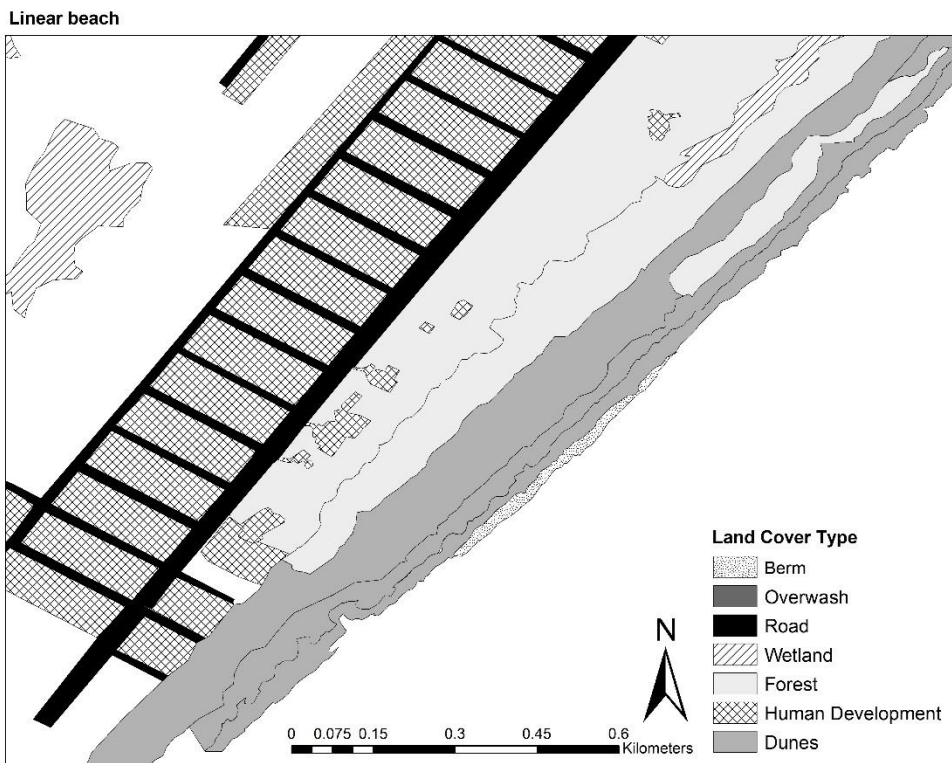 Linear beach
Land Cover Type
Berm
Overwash
Road
Wetland
Forest
Human Development
Dunes
N
0 0.075 0.15 0.3 0.45 0.6
Kilometers